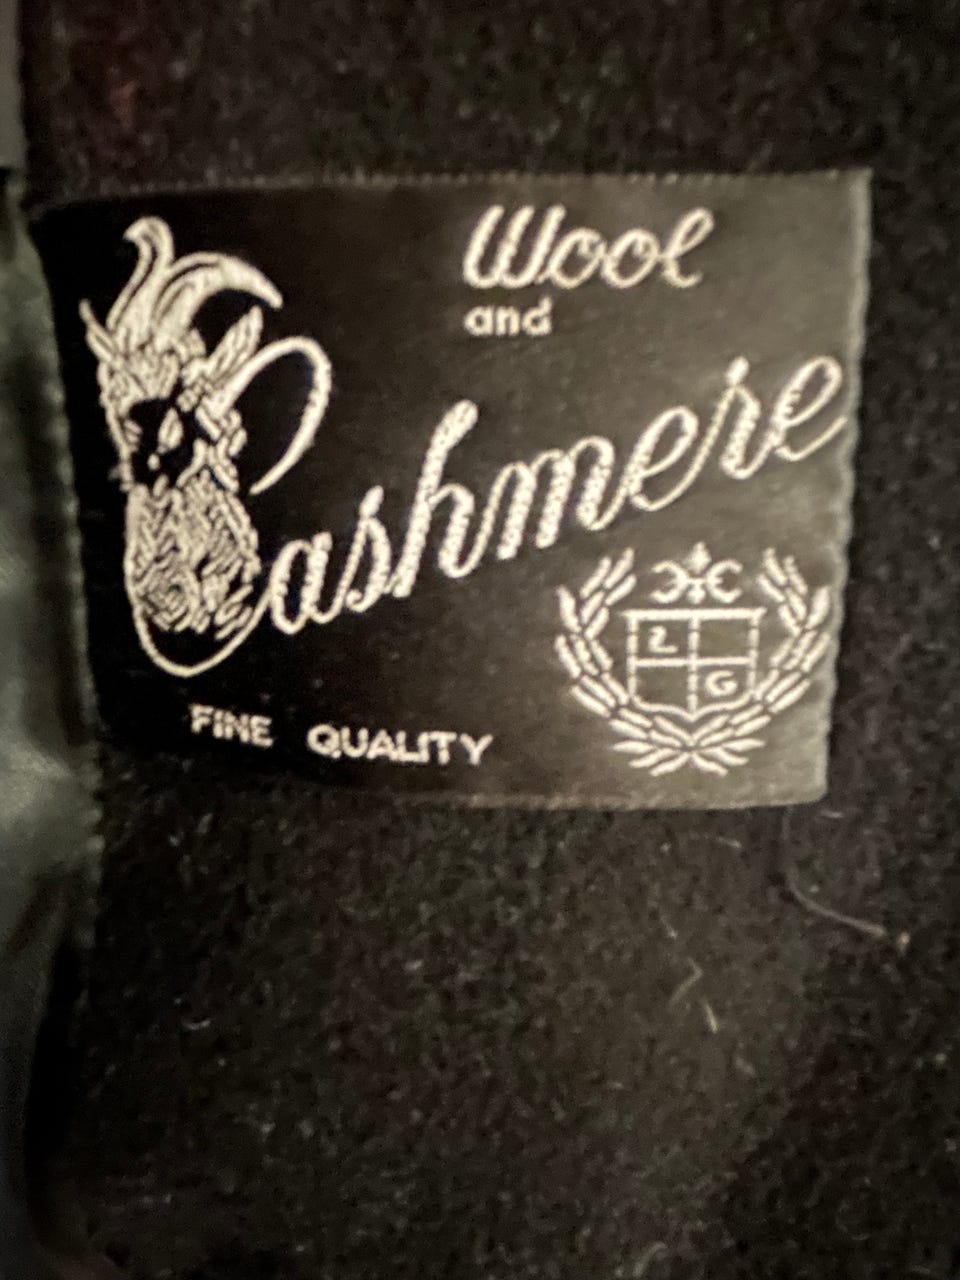 Wool
and
Cashmere
L
G
FINE QUALITY